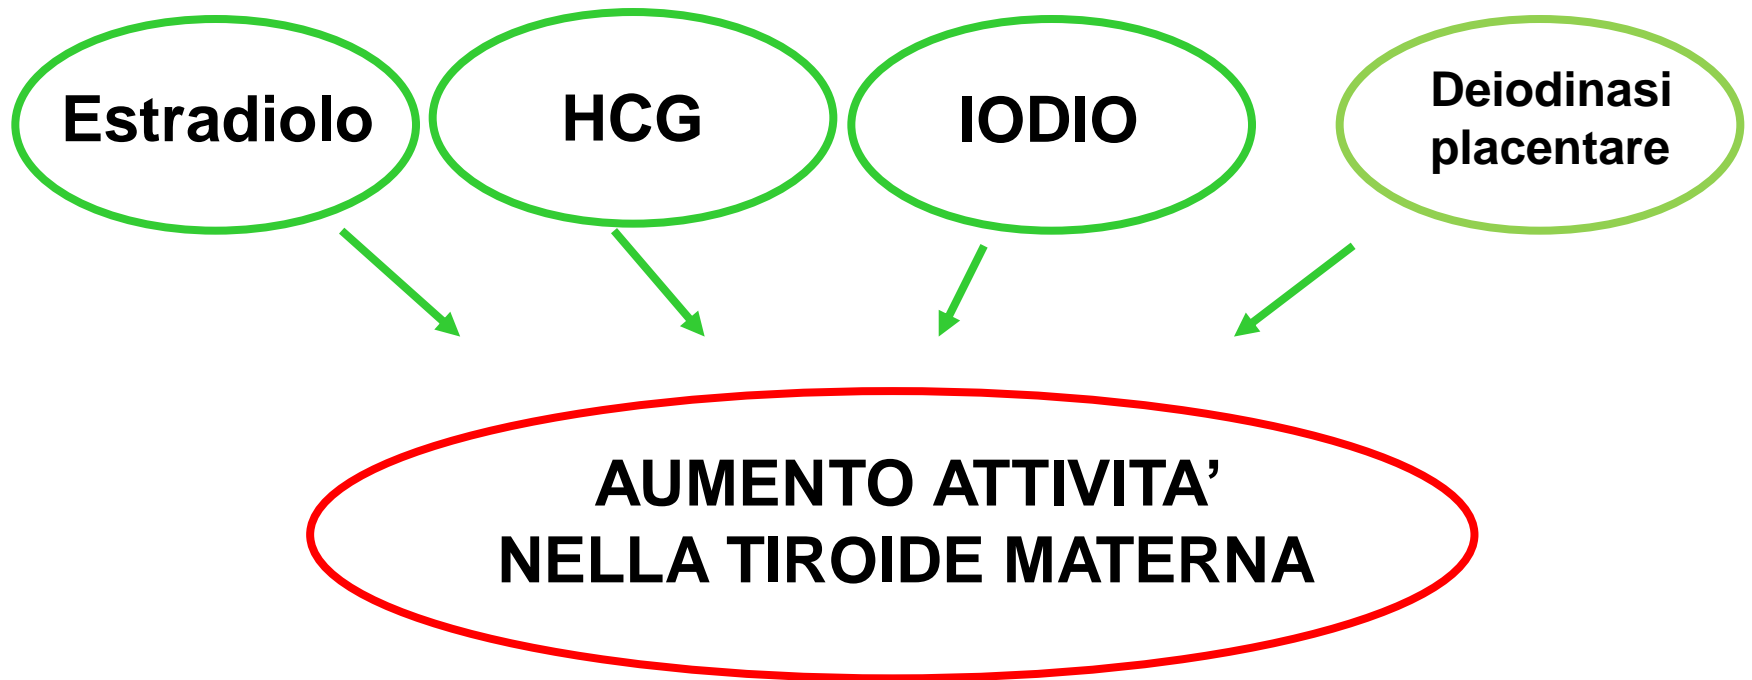 Estradiolo
HCG
IODIO
Deiodinasi
placentare
AUMENTO ATTIVITA’
NELLA TIROIDE MATERNA